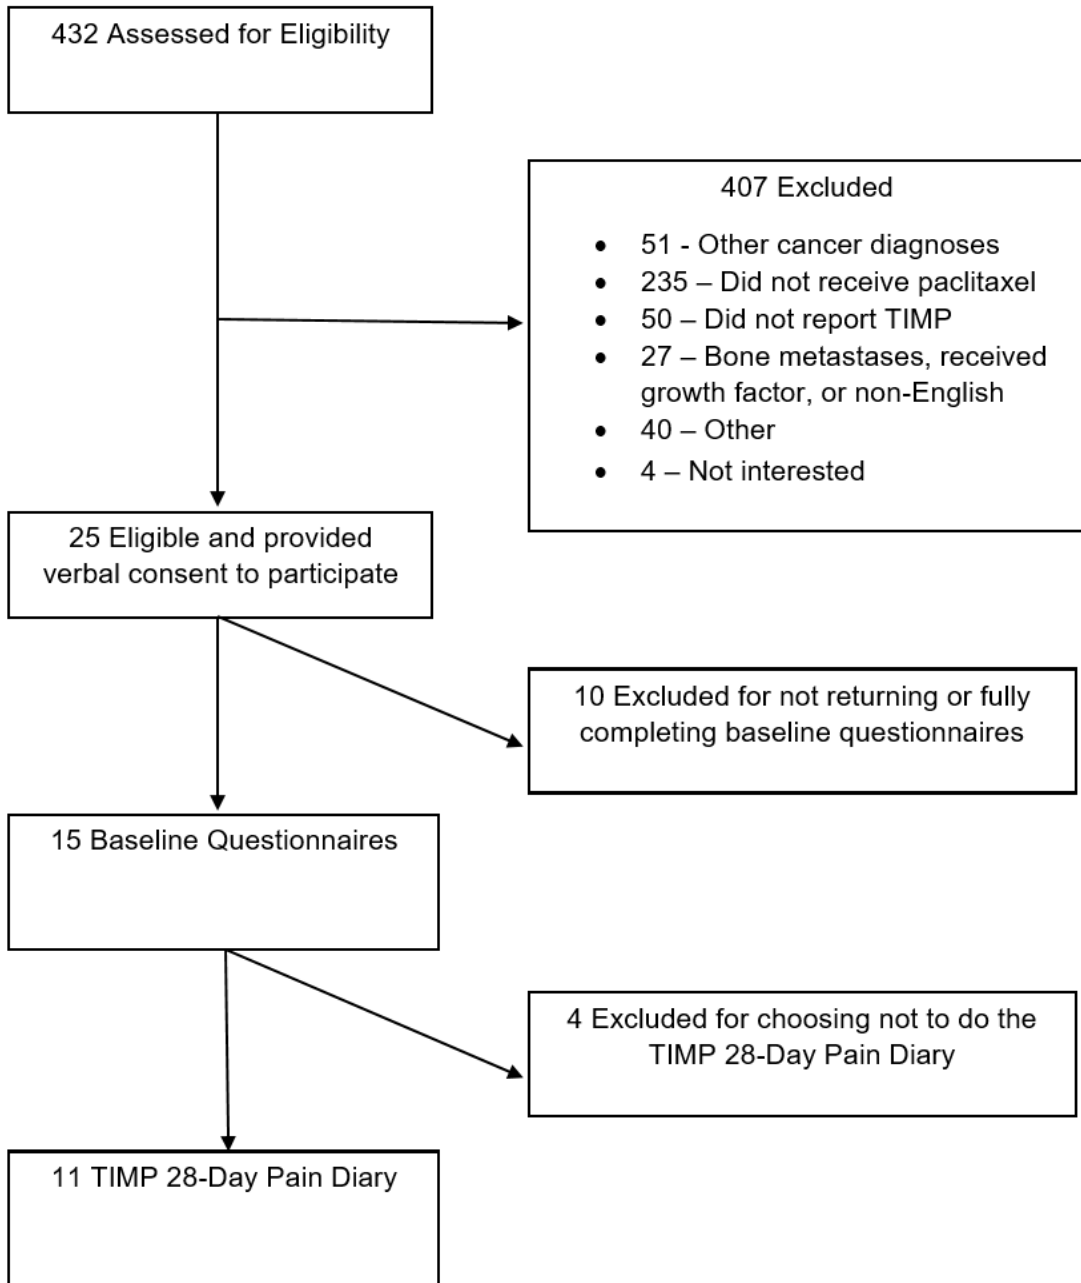 432 Assessed for Eligibility
407 Excluded
• 51 - Other cancer diagnoses
• 235 – Did not receive paclitaxel
• 50 – Did not report TIMP
• 27 – Bone metastases, received
growth factor, or non-English
• 40 – Other
• 4 – Not interested
25 Eligible and provided
verbal consent to participate
10 Excluded for not returning or fully
completing baseline questionnaires
15 Baseline Questionnaires
4 Excluded for choosing not to do the
TIMP 28-Day Pain Diary
11 TIMP 28-Day Pain Diary